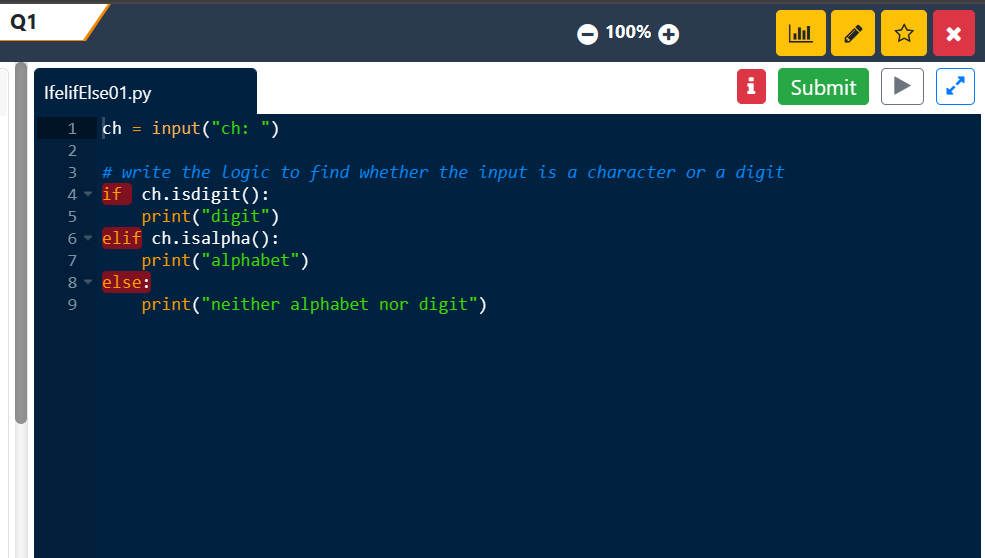 Q1
100%
IfelifElse01.py
Submit
1 ch = input("ch: ")
2
3 # write the logic to find whether the input is a character or a digit
4 if  ch.isdigit():
5     print("digit")
6 elif ch.isalpha():
7     print("alphabet")
8 else:
9     print("neither alphabet nor digit")